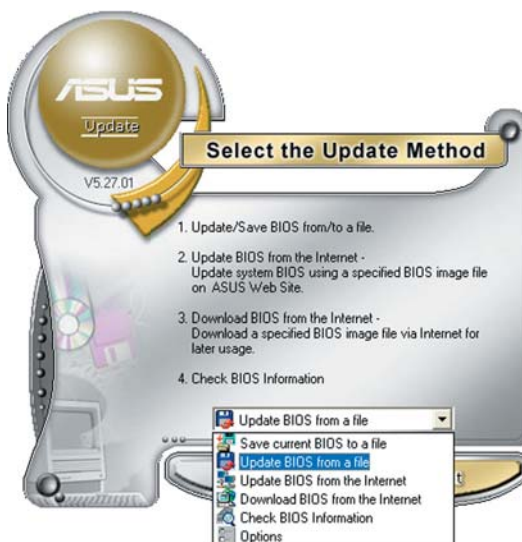 ASUS
Update
V5.27.01
Select the Update Method
1. Update/Save BIOS from/to a file.
2. Update BIOS from the Internet -
Update system BIOS using a specified BIOS image file
on ASUS Web Site.
3. Download BIOS from the Internet -
Download a specified BIOS image file via Internet for
later usage.
4. Check BIOS Information
Update BIOS from a file
Save current BIOS to a file
Update BIOS from a file
Update BIOS from the Internet
Download BIOS from the Internet
Check BIOS Information
Options